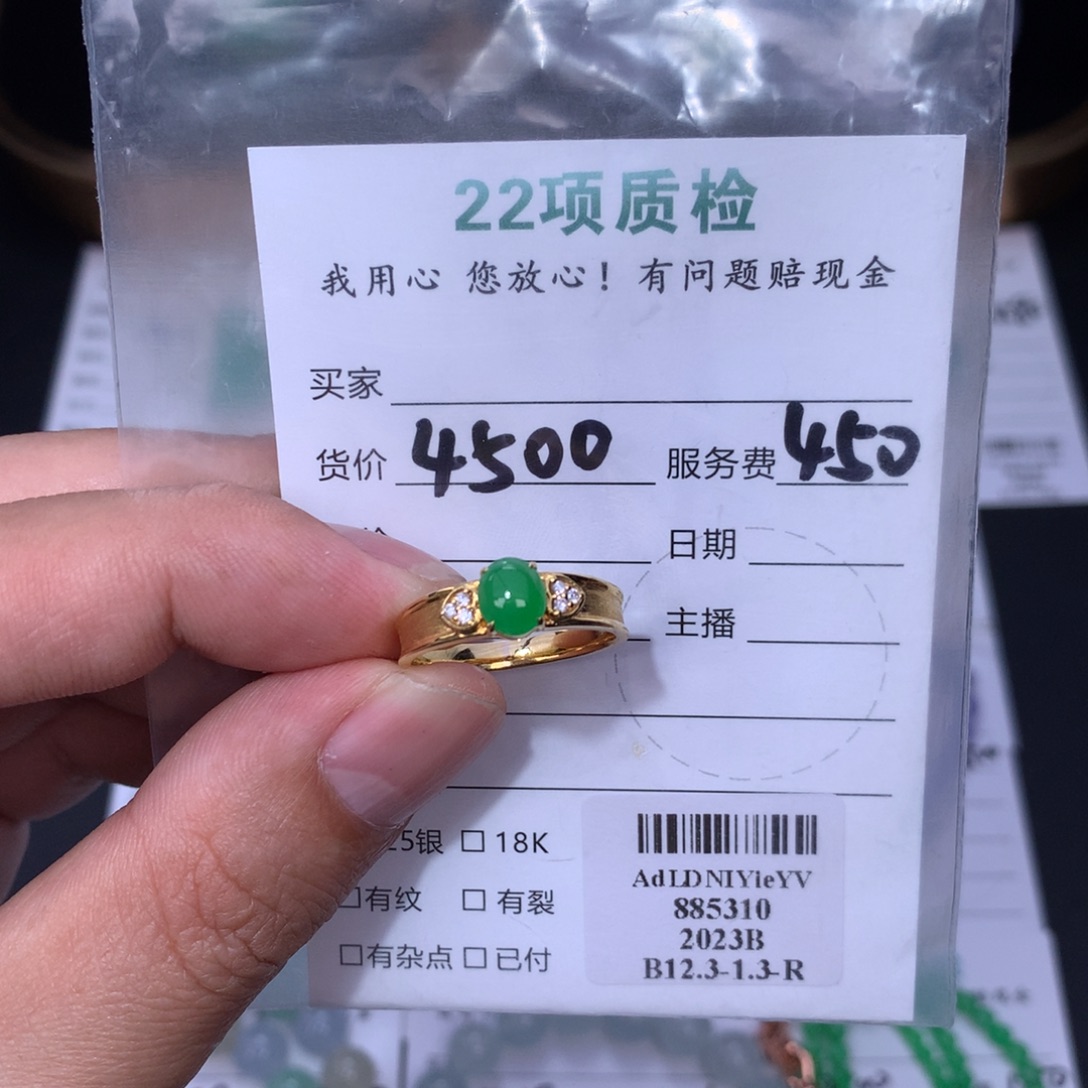 22项质检
我用心 您放心！有问题赔现金
买家
货价 4500 服务费 450
日期
主播
5银 □ 18K
□有纹 □ 有裂
□有杂点 □ 已付
AdLDNIYieYV
885310
2023B
B12.3-1.3-R